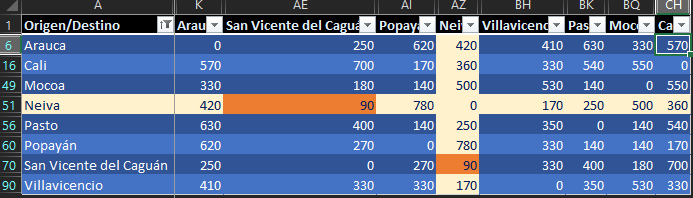 A K AE AI AZ BH BK BQ CH
1 Origen/Destino Arau San Vicente del Caguá Popaya Nei Villavicenci Pas Moco Ca
6 Arauca 0 250 620 420 410 630 330 570
16 Cali 570 700 170 360 330 540 550 0
49 Mocoa 330 180 140 500 530 140 0 550
51 Neiva 420 90 780 0 170 250 500 360
56 Pasto 630 400 140 250 350 0 140 540
60 Popayán 620 270 0 780 330 140 140 170
70 San Vicente del Caguán 250 0 270 90 330 400 180 700
90 Villavicencio 410 330 330 170 0 350 530 330